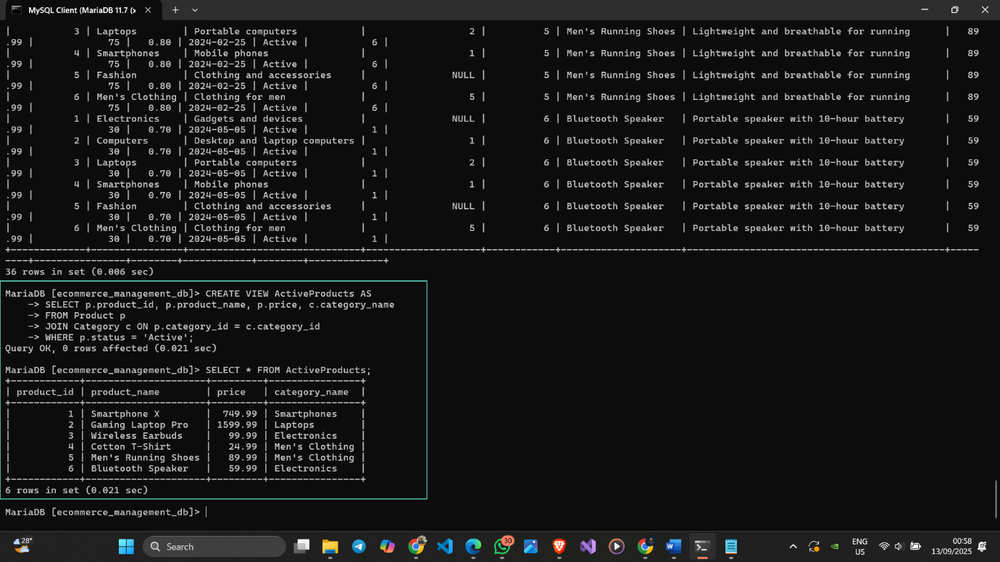 MySQL Client (MariaDB 11.7 (x
|           3 | Laptops        | Portable computers           |                  2 |          5 | Men's Running Shoes | Lightweight and breathable for running      |   89
.99 |             75 |   0.80 | 2024-02-25 | Active |           6 |
|           4 | Smartphones    | Mobile phones                |                  1 |          5 | Men's Running Shoes | Lightweight and breathable for running      |   89
.99 |             75 |   0.80 | 2024-02-25 | Active |           6 |
|           5 | Fashion        | Clothing and accessories     |               NULL |          5 | Men's Running Shoes | Lightweight and breathable for running      |   89
.99 |             75 |   0.80 | 2024-02-25 | Active |           6 |
|           6 | Men's Clothing | Clothing for men             |                  5 |          5 | Men's Running Shoes | Lightweight and breathable for running      |   89
.99 |             75 |   0.80 | 2024-02-25 | Active |           6 |
|           1 | Electronics    | Gadgets and devices          |               NULL |          6 | Bluetooth Speaker   | Portable speaker with 10-hour battery       |   59
.99 |             30 |   0.70 | 2024-05-05 | Active |           1 |
|           2 | Computers      | Desktop and laptop computers |                  1 |          6 | Bluetooth Speaker   | Portable speaker with 10-hour battery       |   59
.99 |             30 |   0.70 | 2024-05-05 | Active |           1 |
|           3 | Laptops        | Portable computers           |                  2 |          6 | Bluetooth Speaker   | Portable speaker with 10-hour battery       |   59
.99 |             30 |   0.70 | 2024-05-05 | Active |           1 |
|           4 | Smartphones    | Mobile phones                |                  1 |          6 | Bluetooth Speaker   | Portable speaker with 10-hour battery       |   59
.99 |             30 |   0.70 | 2024-05-05 | Active |           1 |
|           5 | Fashion        | Clothing and accessories     |               NULL |          6 | Bluetooth Speaker   | Portable speaker with 10-hour battery       |   59
.99 |             30 |   0.70 | 2024-05-05 | Active |           1 |
|           6 | Men's Clothing | Clothing for men             |                  5 |          6 | Bluetooth Speaker   | Portable speaker with 10-hour battery       |   59
.99 |             30 |   0.70 | 2024-05-05 | Active |           1 |
36 rows in set (0.006 sec)
MariaDB [ecommerce_management_db]> CREATE VIEW ActiveProducts AS
    -> SELECT p.product_id, p.product_name, p.price, c.category_name
    -> FROM Product p
    -> JOIN Category c ON p.category_id = c.category_id
    -> WHERE p.status = 'Active';
Query OK, 0 rows affected (0.021 sec)
MariaDB [ecommerce_management_db]> SELECT * FROM ActiveProducts;
| product_id | product_name        | price   | category_name  |
|          1 | Smartphone X        |  749.99 | Smartphones    |
|          2 | Gaming Laptop Pro   | 1599.99 | Laptops        |
|          3 | Wireless Earbuds    |   99.99 | Electronics    |
|          4 | Cotton T-Shirt      |   24.99 | Men's Clothing |
|          5 | Men's Running Shoes |   89.99 | Men's Clothing |
|          6 | Bluetooth Speaker   |   59.99 | Electronics    |
6 rows in set (0.021 sec)
MariaDB [ecommerce_management_db]>
28°
Search
30
ENG
US
00:58
13/09/2025